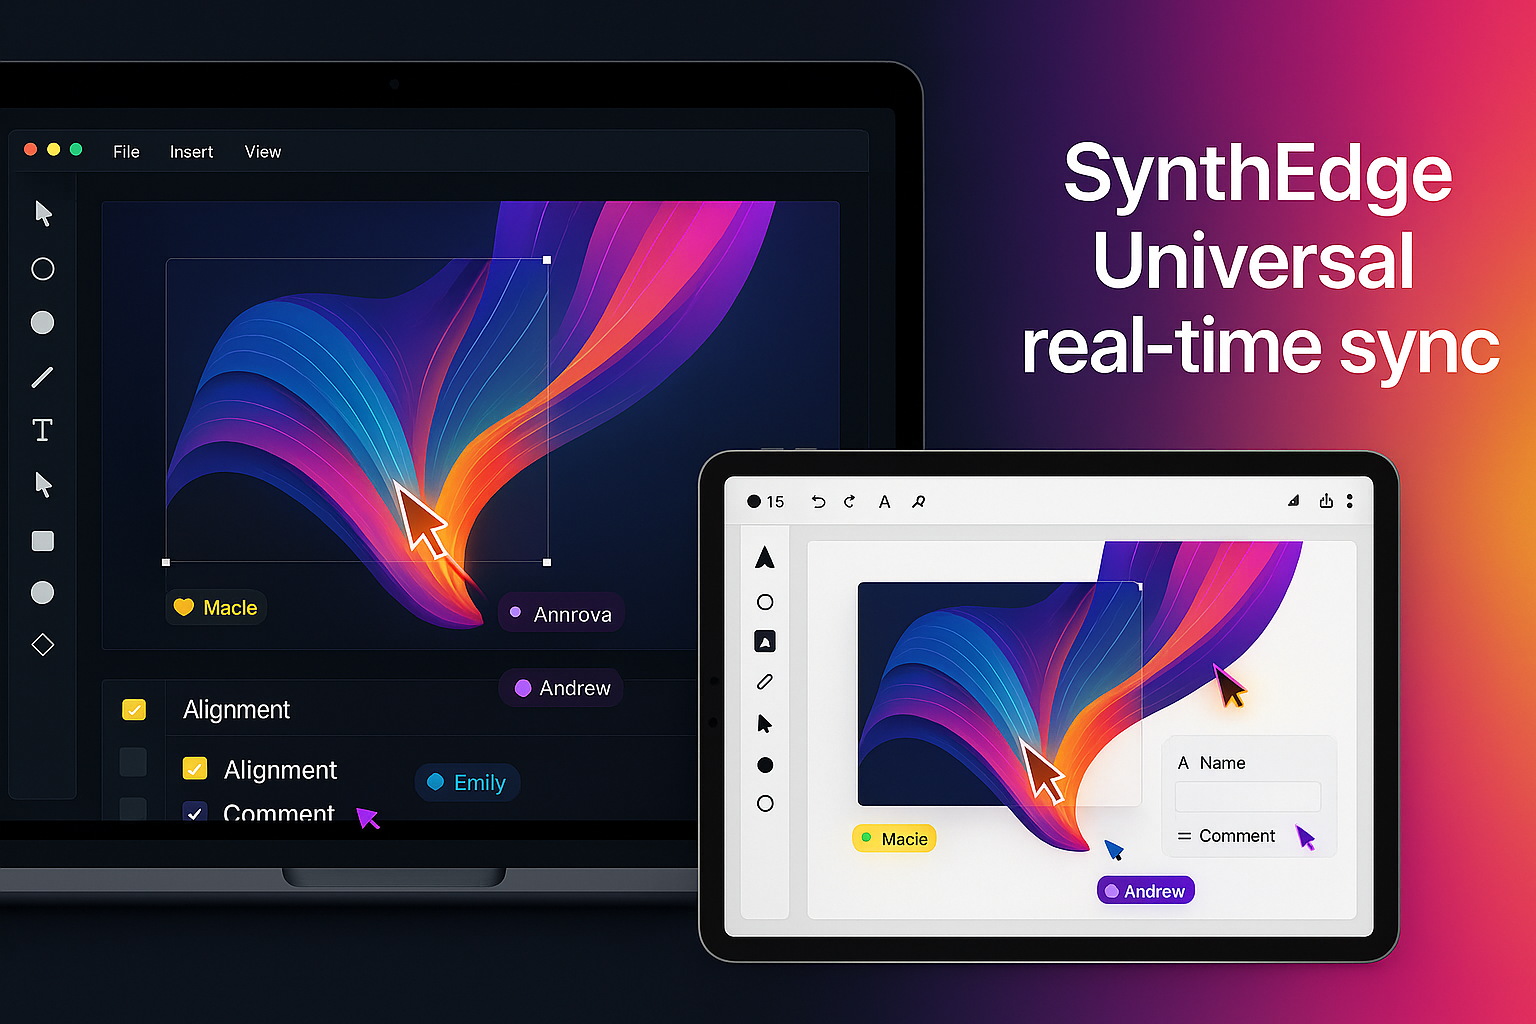 SynthEdge
Universal
real-time sync
File Insert View
T
Macle
Annrova
Andrew
Alignment
Alignment
Emily
Comment
15 A
A Name
Macie
Comment
Andrew